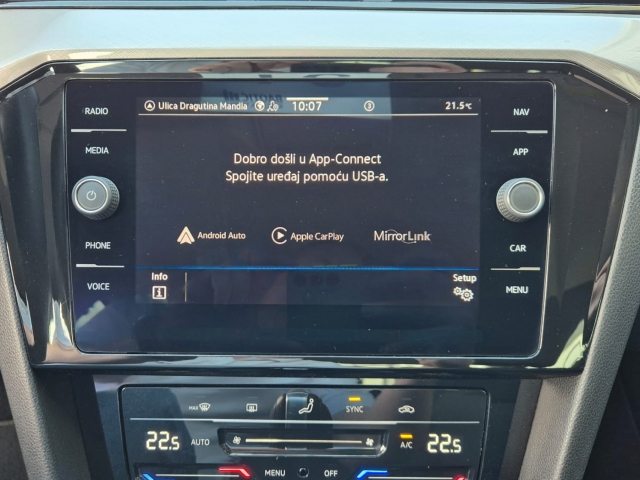 RADIO
MEDIA
PHONE
VOICE
Ulica Dragutina Mandla 10:07 3 21.5°C
Dobro došli u App-Connect
Spojite uređaj pomoću USB-a.
Android Auto Apple CarPlay MirrorLink
Info Setup
i
NAV
APP
CAR
MENU
MAX SYNC
22.5 AUTO A/C 22.5
MENU OFF